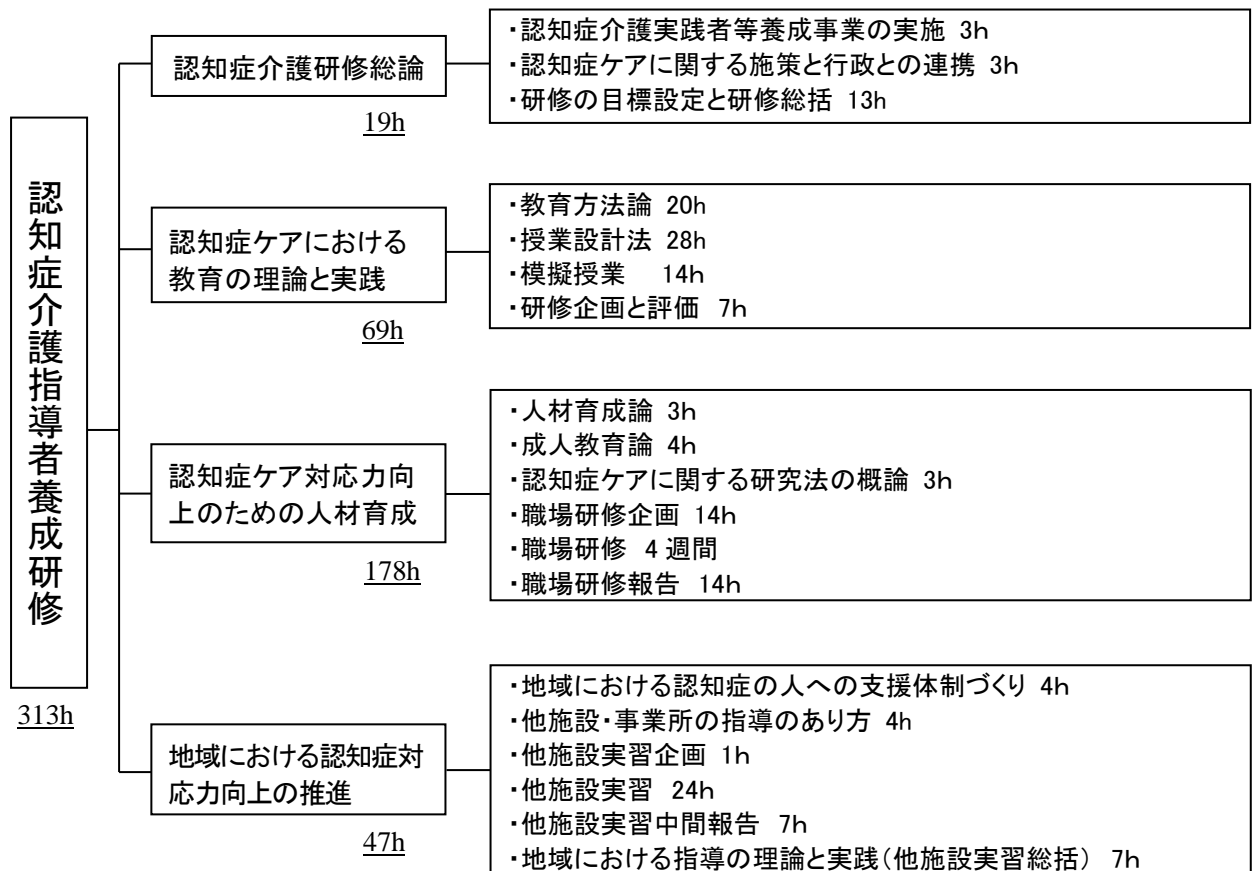 認知症介護指導者養成研修
313h
認知症介護研修総論
19h
・認知症介護実践者等養成事業の実施 3h
・認知症ケアに関する施策と行政との連携 3h
・研修の目標設定と研修総括 13h
認知症ケアにおける
教育の理論と実践
69h
・教育方法論 20h
・授業設計法 28h
・模擬授業 14h
・研修企画と評価 7h
認知症ケア対応力向
上のための人材育成
178h
・人材育成論 3h
・成人教育論 4h
・認知症ケアに関する研究法の概論 3h
・職場研修企画 14h
・職場研修 4週間
・職場研修報告 14h
地域における認知症対
応力向上の推進
47h
・地域における認知症の人への支援体制づくり 4h
・他施設・事業所の指導のあり方 4h
・他施設実習企画 1h
・他施設実習 24h
・他施設実習中間報告 7h
・地域における指導の理論と実践(他施設実習総括) 7h